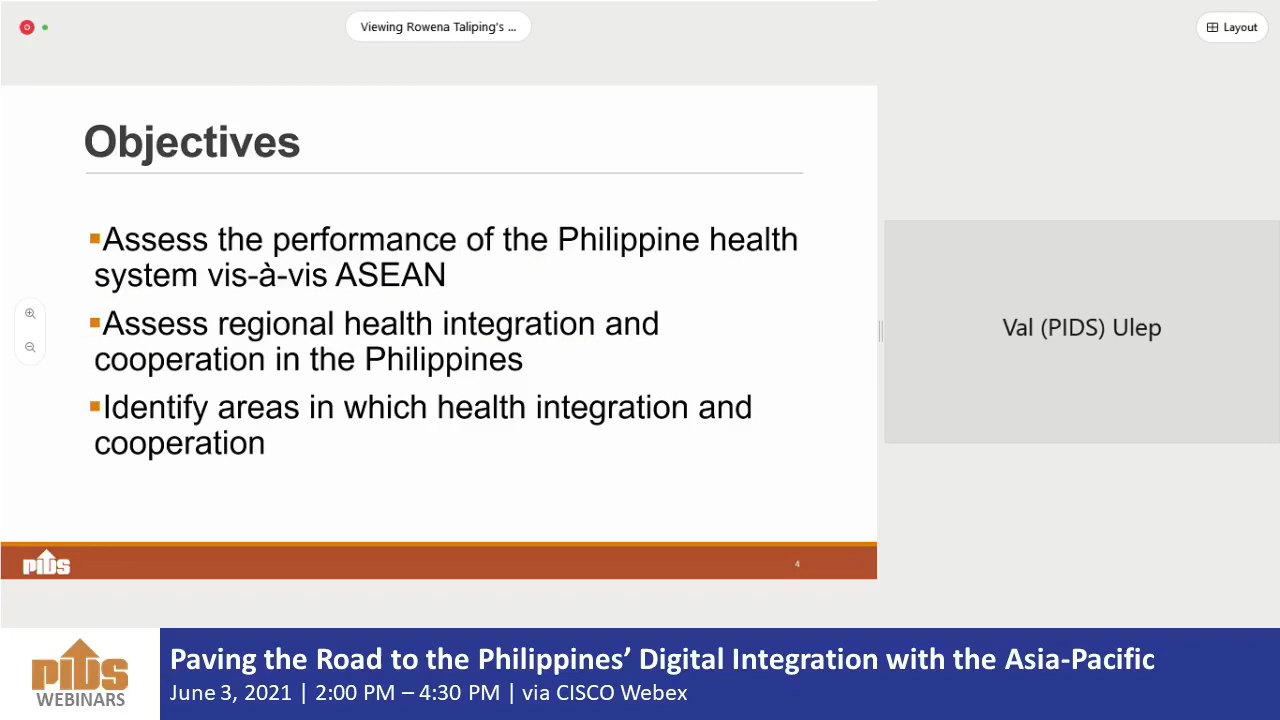 Viewing Rowena Taliping's ...
Layout
Objectives
▪Assess the performance of the Philippine health
system vis-à-vis ASEAN
▪Assess regional health integration and
cooperation in the Philippines
▪Identify areas in which health integration and
cooperation
Val (PIDS) Ulep
PIDS
4
PIDS
WEBINARS
Paving the Road to the Philippines’ Digital Integration with the Asia-Pacific
June 3, 2021 | 2:00 PM – 4:30 PM | via CISCO Webex